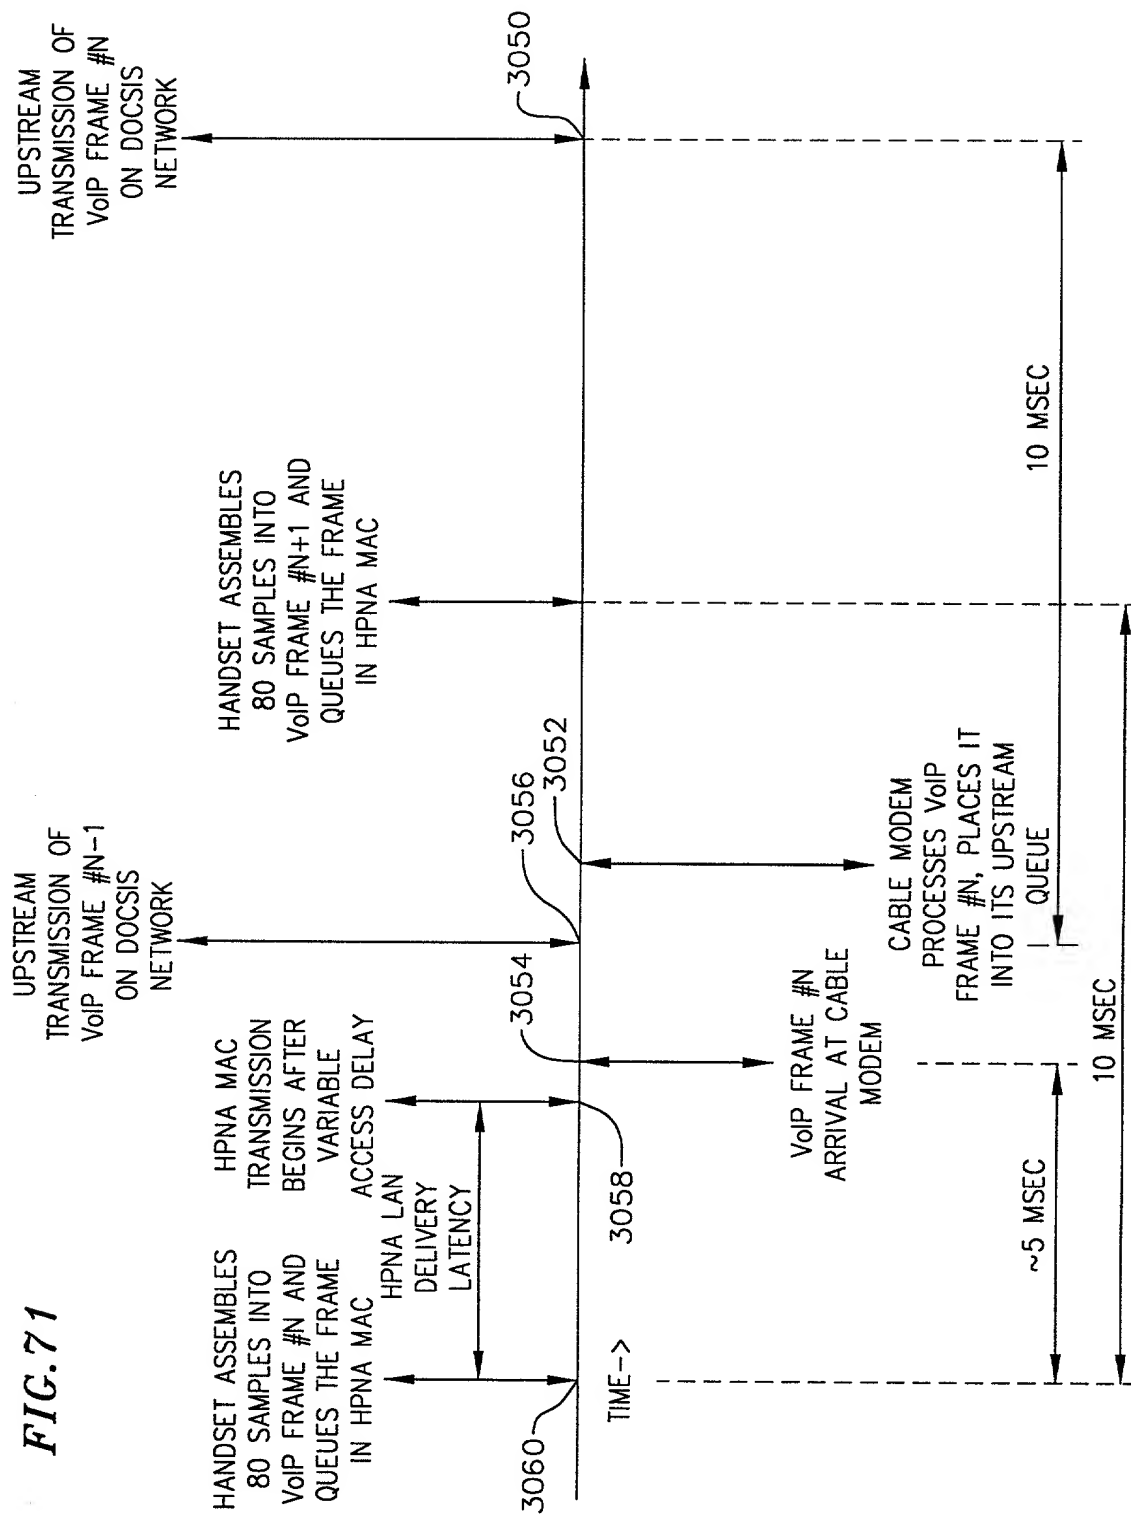 FIG.71
HANDSET ASSEMBLES
80 SAMPLES INTO
VoIP FRAME #N AND
QUEUES THE FRAME
IN HPNA MAC
HPNA LAN
DELIVERY
LATENCY
HPNA MAC
TRANSMISSION
BEGINS AFTER
VARIABLE
ACCESS DELAY
UPSTREAM
TRANSMISSION OF
VoIP FRAME #N-1
ON DOCSIS
NETWORK
HANDSET ASSEMBLES
80 SAMPLES INTO
VoIP FRAME #N+1 AND
QUEUES THE FRAME
IN HPNA MAC
UPSTREAM
TRANSMISSION OF
VoIP FRAME #N
ON DOCSIS
NETWORK
3060
3058
3054
3056
3052
3050
TIME->
VoIP FRAME #N
ARRIVAL AT CABLE
MODEM
CABLE MODEM
PROCESSES VoIP
FRAME #N, PLACES IT
INTO ITS UPSTREAM
QUEUE
~5 MSEC
10 MSEC
10 MSEC